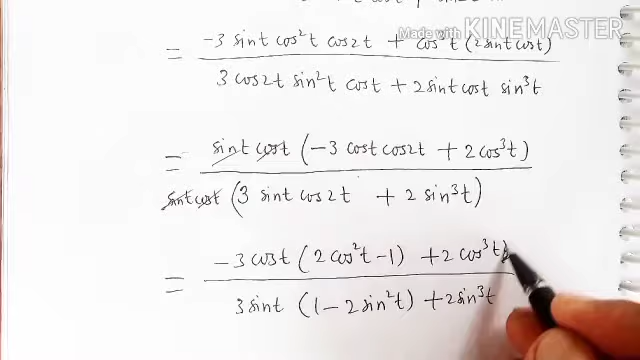 Made with KINEMASTER
= -3 sint cos²t cos2t + cos³t (2sint cost) / 3 cos2t sin²t cost + 2sint cost sin³t
= sint cost (-3 cost cos2t + 2cos³t) / sint cost (3 sint cos2t + 2 sin³t)
= -3 cost (2cos²t-1) + 2cos³t) / 3sint (1-2sin²t) + 2sin³t